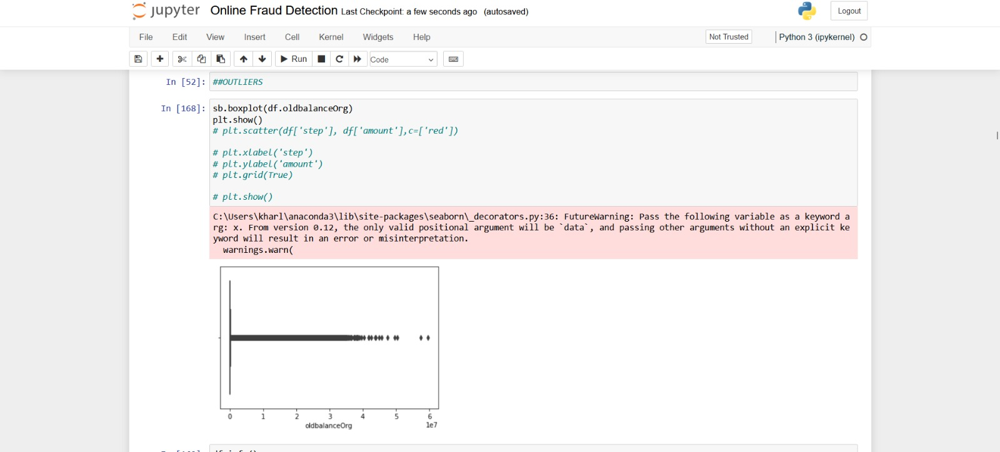 jupyter Online Fraud Detection Last Checkpoint: a few seconds ago (autosaved)
Logout
File Edit View Insert Cell Kernel Widgets Help
Not Trusted
Python 3 (ipykernel)
Run
Code
In [52]: ##OUTLIERS
In [168]: sb.boxplot(df.oldbalanceOrg)
plt.show()
# plt.scatter(df['step'], df['amount'],c=['red'])
# plt.xlabel('step')
# plt.ylabel('amount')
# plt.grid(True)
# plt.show()
C:\Users\kharl\anaconda3\lib\site-packages\seaborn\_decorators.py:36: FutureWarning: Pass the following variable as a keyword a
rg: x. From version 0.12, the only valid positional argument will be `data`, and passing other arguments without an explicit ke
yword will result in an error or misinterpretation.
warnings.warn(
0 1 2 3 4 5 6
oldbalanceOrg
1e7